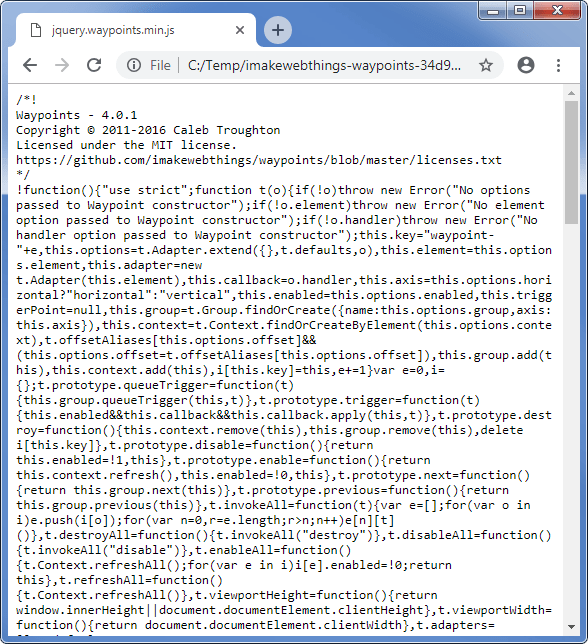 jquery.waypoints.min.js
File
C:/Temp/imakewebthings-waypoints-34d9...
/*!
Waypoints - 4.0.1
Copyright © 2011-2016 Caleb Troughton
Licensed under the MIT license.
https://github.com/imakewebthings/waypoints/blob/master/licenses.txt
*/
!function(){"use strict";function t(o){if(!o)throw new Error("No options
passed to Waypoint constructor");if(!o.element)throw new Error("No element
option passed to Waypoint constructor");if(!o.handler)throw new Error("No
handler option passed to Waypoint constructor");this.key="waypoint-
"+e,this.options=t.Adapter.extend({},t.defaults,o),this.element=this.option
s.element,this.adapter=new
t.Adapter(this.element),this.callback=o.handler,this.axis=this.options.hori
zontal?"horizontal":"vertical",this.enabled=this.options.enabled,this.trigg
erPoint=null,this.group=t.Group.findOrCreate({name:this.options.group,axis:
this.axis}),this.context=t.Context.findOrCreateByElement(this.options.conte
xt),t.offsetAliases[this.options.offset]&&
(this.options.offset=t.offsetAliases[this.options.offset]),this.group.add(t
his),this.context.add(this),i[this.key]=this,e+=1}var e=0,i=
{};t.prototype.queueTrigger=function(t)
{this.group.queueTrigger(this,t)},t.prototype.trigger=function(t)
{this.enabled&&this.callback&&this.callback.apply(this,t)},t.prototype.dest
roy=function(){this.context.remove(this),this.group.remove(this),delete
i[this.key]},t.prototype.disable=function(){return
this.enabled=!1,this},t.prototype.enable=function(){return
this.context.refresh(),this.enabled=!0,this},t.prototype.next=function()
{return this.group.next(this)},t.prototype.previous=function(){return
this.group.previous(this)},t.invokeAll=function(t){var e=[];for(var o in
i)e.push(i[o]);for(var n=0,r=e.length;r>n;n++)e[n][t]
()},t.destroyAll=function(){t.invokeAll("destroy")},t.disableAll=function()
{t.invokeAll("disable")},t.enableAll=function()
{t.Context.refreshAll();for(var e in i)i[e].enabled=!0;return
this},t.refreshAll=function()
{t.Context.refreshAll()},t.viewportHeight=function(){return
window.innerHeight||document.documentElement.clientHeight},t.viewportWidth=
function(){return document.documentElement.clientWidth},t.adapters=